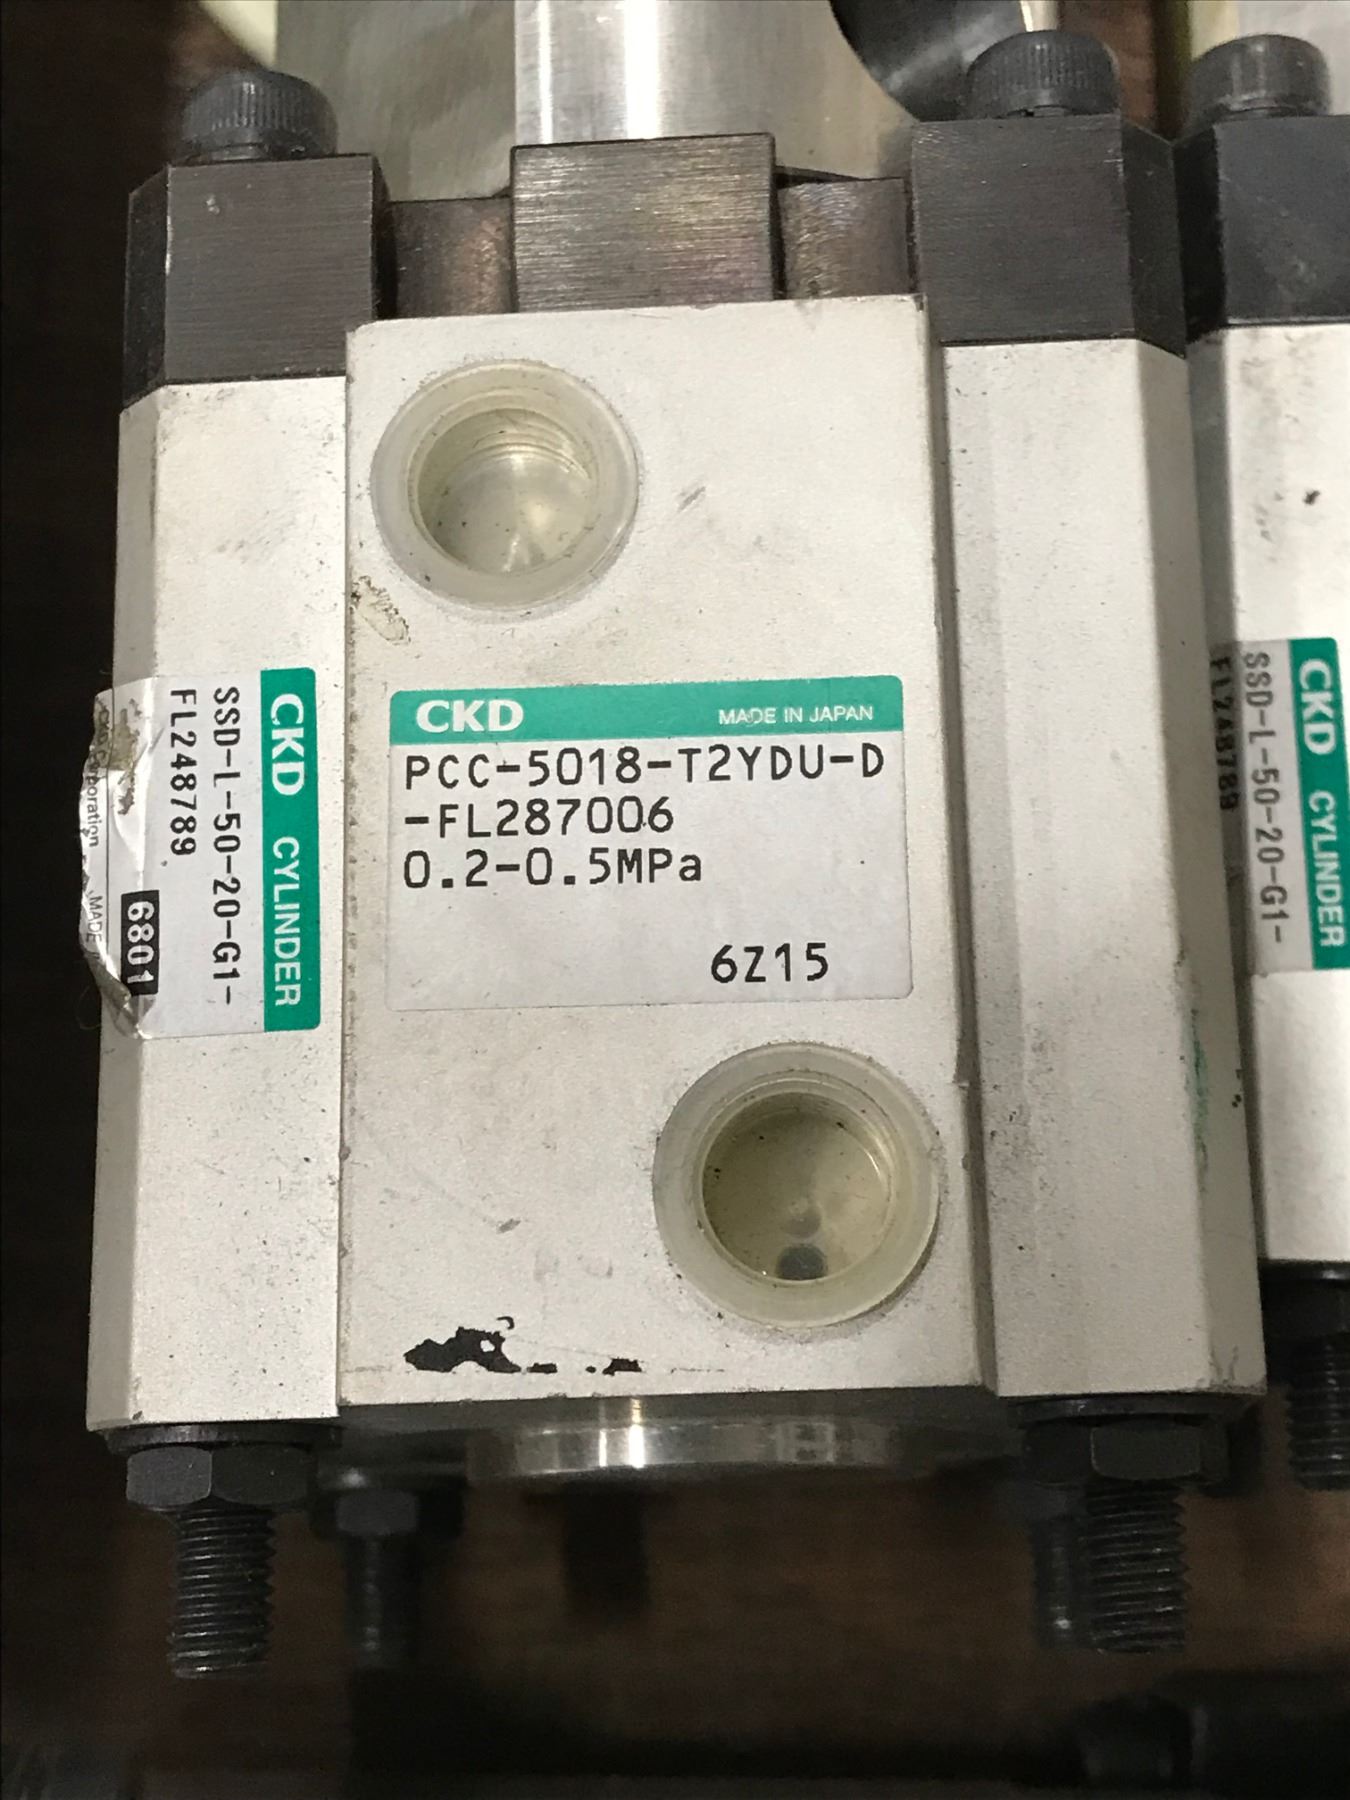 CKD MADE IN JAPAN
PCC-5018-T2YDU-D
-FL287006
0.2-0.5MPa
6Z15
CKD CYLINDER
SSD-L-50-20-G1-
FL248789
6801
MADE
CKD CYLINDER
SSD-L-50-20-G1-
FL248789